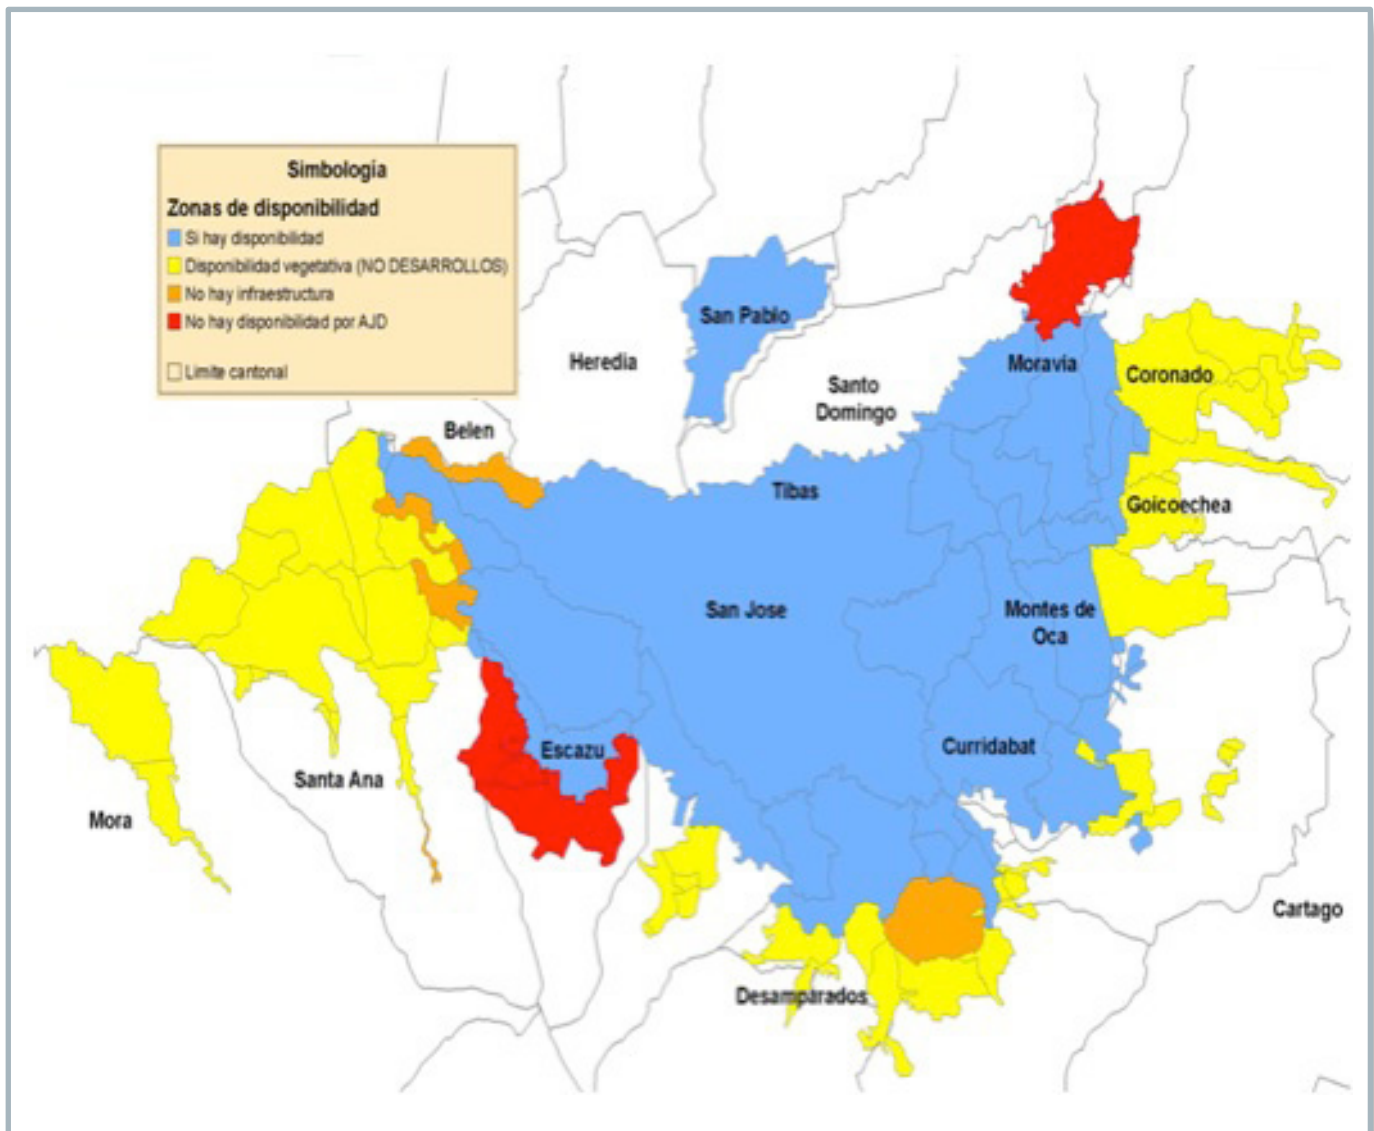 Simbología
Zonas de disponibilidad
Si hay disponibilidad
Disponibilidad vegetativa (NO DESARROLLOS)
No hay infraestructura
No hay disponibilidad por AJD
Limite cantonal
San Pablo
Heredia
Moravia
Coronado
Santo
Domingo
Belen
Tibas
Goicoechea
San Jose
Montes de
Oca
Escazu
Curridabat
Santa Ana
Mora
Cartago
Desamparados